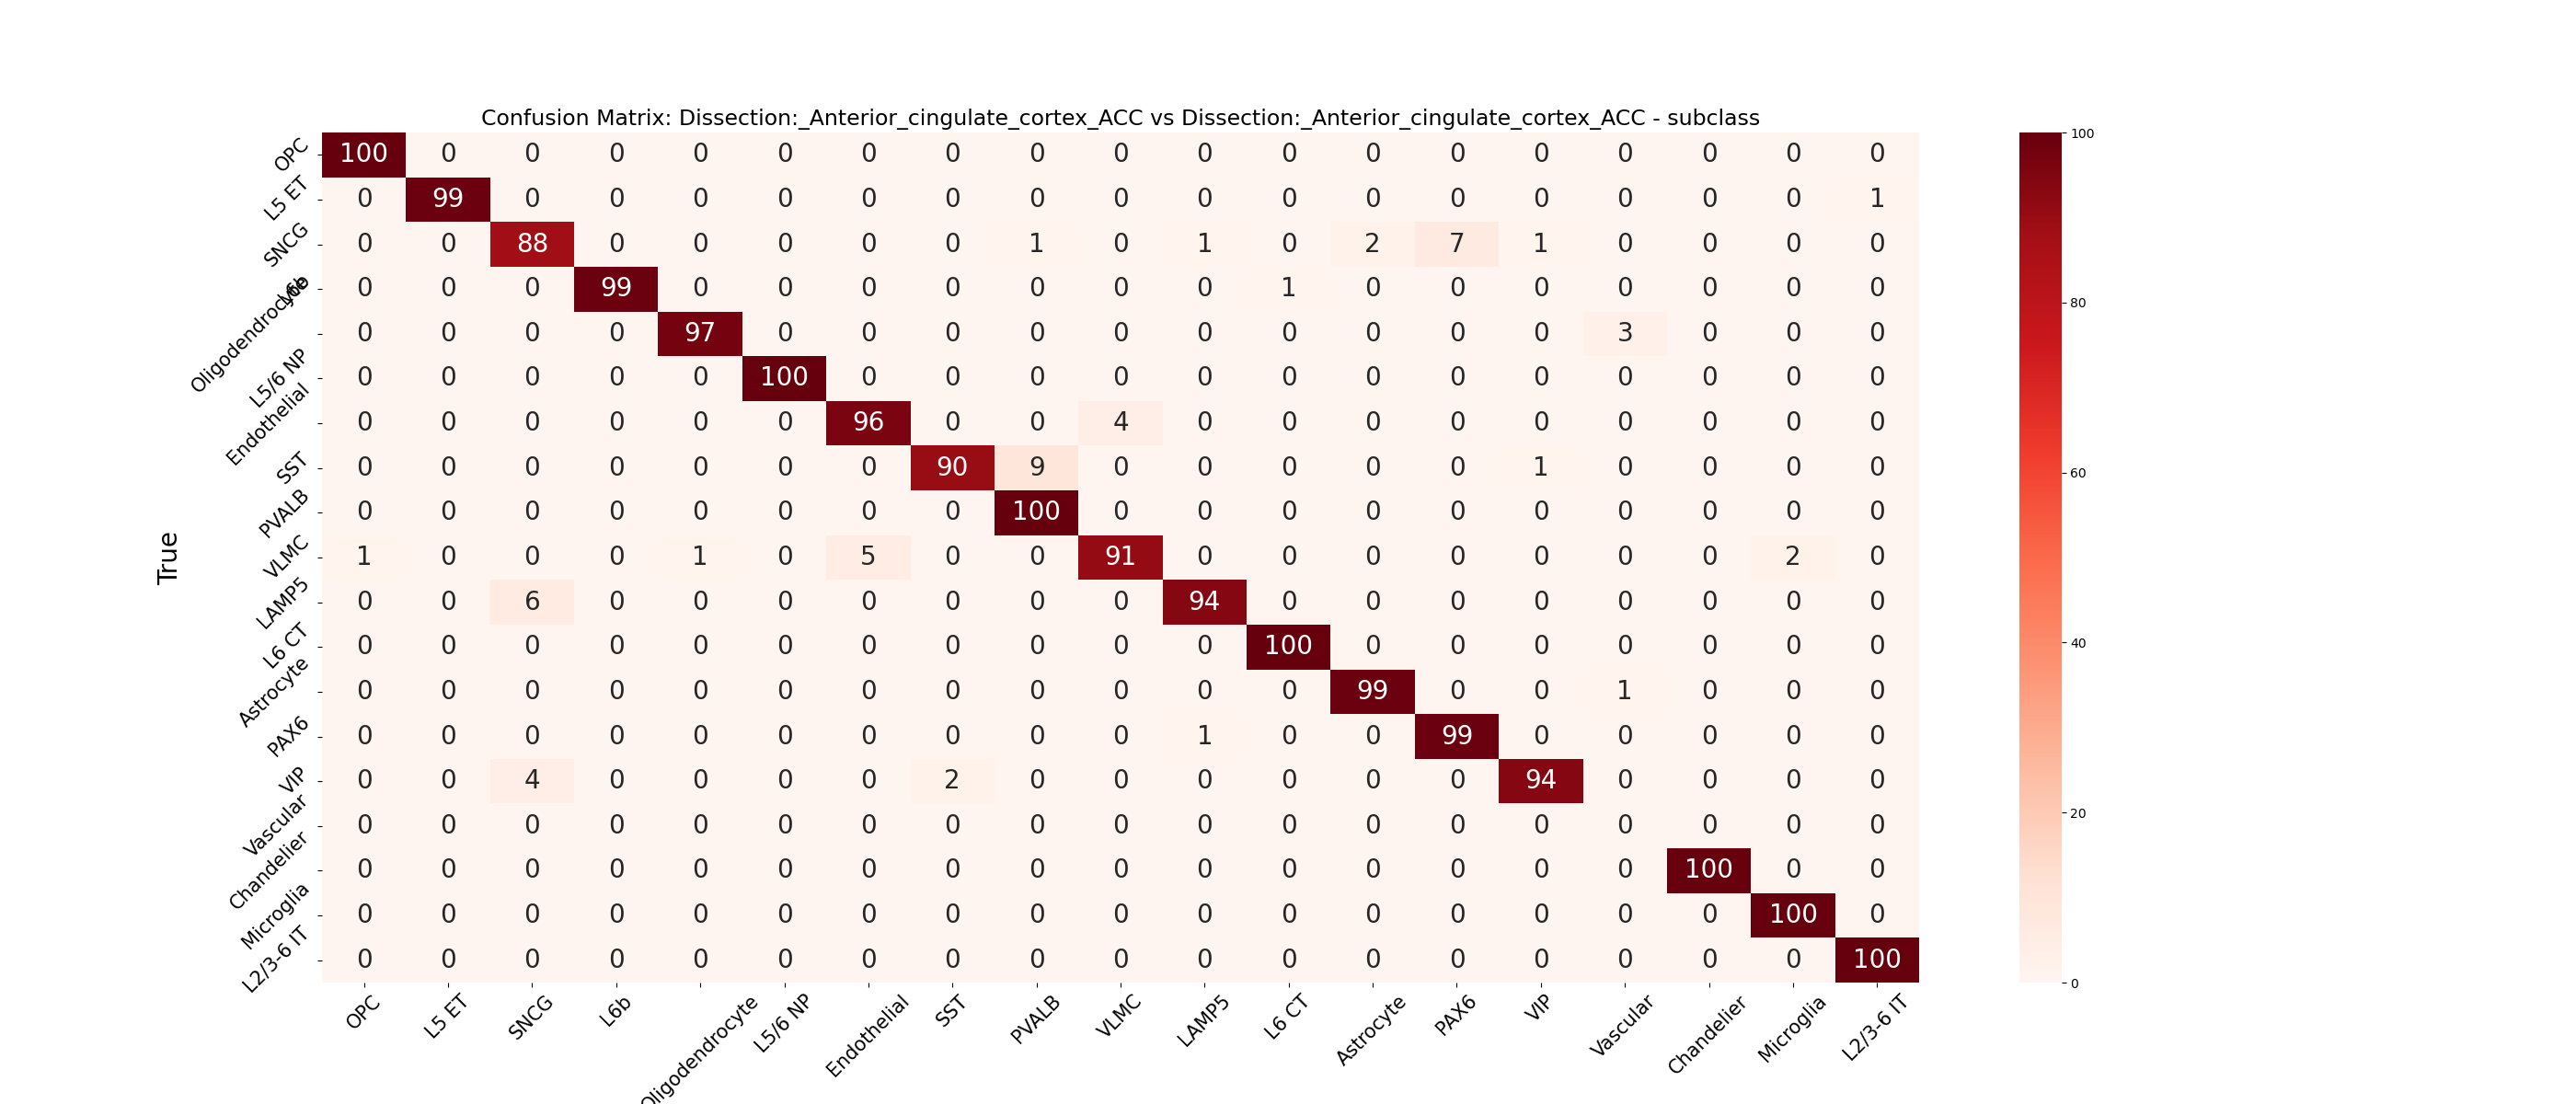 Confusion Matrix: Dissection:_Anterior_cingulate_cortex_ACC vs Dissection:_Anterior_cingulate_cortex_ACC - subclass
OPC 100 0 0 0 0 0 0 0 0 0 0 0 0 0 0 0 0 0 0
L5 ET 0 99 0 0 0 0 0 0 0 0 0 0 0 0 0 0 0 0 1
SNCG 0 0 88 0 0 0 0 0 1 0 1 0 2 7 1 0 0 0 0
L6b 0 0 0 99 0 0 0 0 0 0 0 1 0 0 0 0 0 0 0
Oligodendrocyte 0 0 0 0 97 0 0 0 0 0 0 0 0 0 0 3 0 0 0
L5/6 NP 0 0 0 0 0 100 0 0 0 0 0 0 0 0 0 0 0 0 0
Endothelial 0 0 0 0 0 0 96 0 0 4 0 0 0 0 0 0 0 0 0
SST 0 0 0 0 0 0 0 90 9 0 0 0 0 0 1 0 0 0 0
PVALB 0 0 0 0 0 0 0 0 100 0 0 0 0 0 0 0 0 0 0
VLMC 1 0 0 0 1 0 5 0 0 91 0 0 0 0 0 0 0 2 0
LAMP5 0 0 6 0 0 0 0 0 0 0 94 0 0 0 0 0 0 0 0
L6 CT 0 0 0 0 0 0 0 0 0 0 0 100 0 0 0 0 0 0 0
Astrocyte 0 0 0 0 0 0 0 0 0 0 0 0 99 0 0 1 0 0 0
PAX6 0 0 0 0 0 0 0 0 0 0 1 0 0 99 0 0 0 0 0
VIP 0 0 4 0 0 0 0 2 0 0 0 0 0 0 94 0 0 0 0
Vascular 0 0 0 0 0 0 0 0 0 0 0 0 0 0 0 0 0 0 0
Chandelier 0 0 0 0 0 0 0 0 0 0 0 0 0 0 0 0 100 0 0
Microglia 0 0 0 0 0 0 0 0 0 0 0 0 0 0 0 0 0 100 0
L2/3-6 IT 0 0 0 0 0 0 0 0 0 0 0 0 0 0 0 0 0 0 100
True
OPC L5 ET SNCG L6b Oligodendrocyte L5/6 NP Endothelial SST PVALB VLMC LAMP5 L6 CT Astrocyte PAX6 VIP Vascular Chandelier Microglia L2/3-6 IT
100
80
60
40
20
0